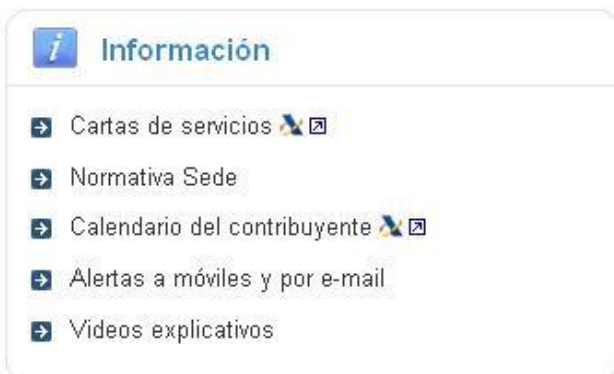 Información
Cartas de servicios
Normativa Sede
Calendario del contribuyente
Alertas a móviles y por e-mail
Videos explicativos